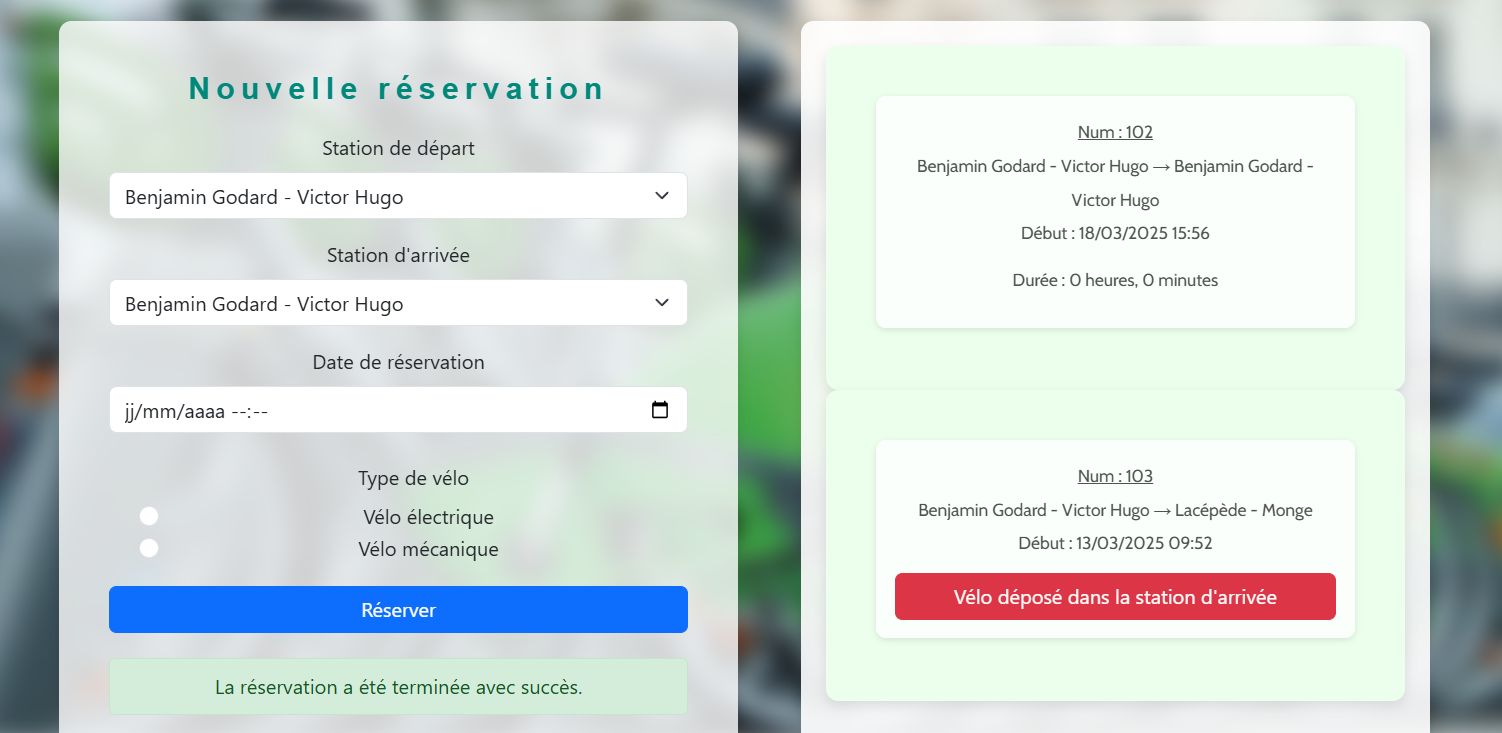 Nouvelle réservation
Station de départ
Benjamin Godard - Victor Hugo
Station d'arrivée
Benjamin Godard - Victor Hugo
Date de réservation
jj/mm/aaaa --:--
Type de vélo
Vélo électrique
Vélo mécanique
Réserver
La réservation a été terminée avec succès.
Num : 102
Benjamin Godard - Victor Hugo → Benjamin Godard -
Victor Hugo
Début : 18/03/2025 15:56
Durée : 0 heures, 0 minutes
Num : 103
Benjamin Godard - Victor Hugo → Lacépède - Monge
Début : 13/03/2025 09:52
Vélo déposé dans la station d'arrivée